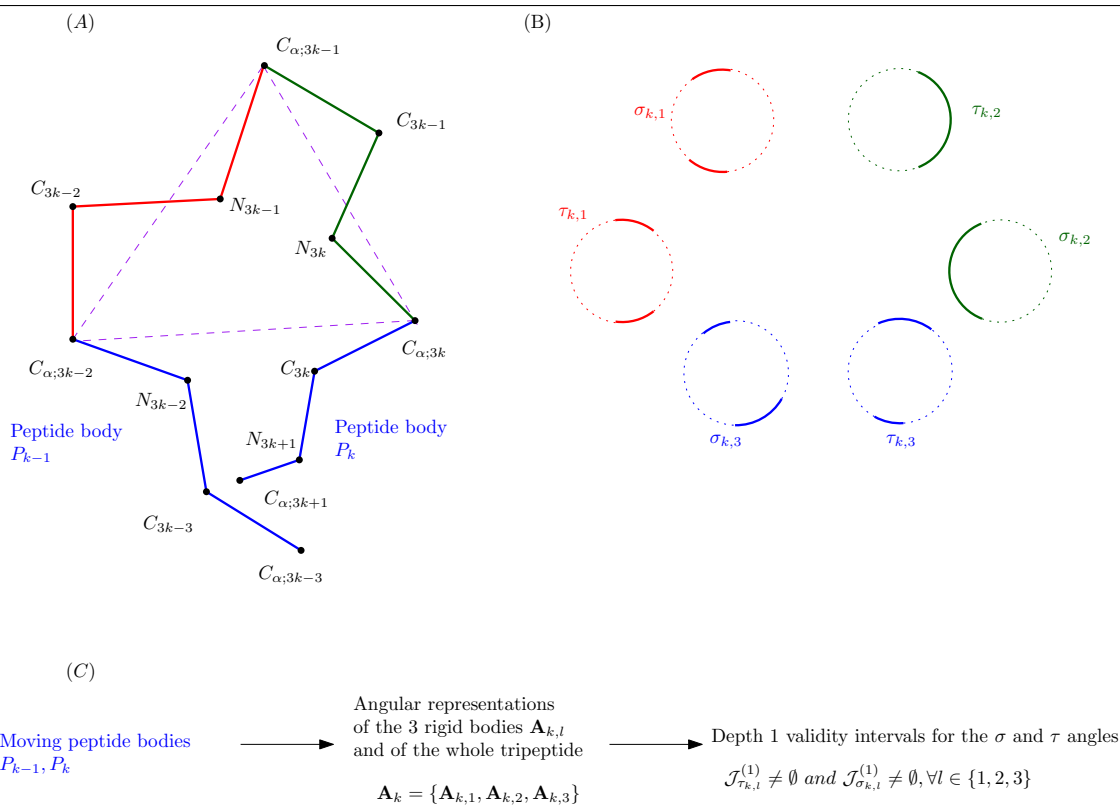 (A)
(B)
C_{α;3k−1}
C_{3k−1}
C_{3k−2}
N_{3k−1}
N_{3k}
C_{α;3k−2}
C_{α;3k}
C_{3k}
N_{3k−2}
Peptide body
P_{k−1}
N_{3k+1}
Peptide body
P_k
C_{α;3k+1}
C_{3k−3}
C_{α;3k−3}
σ_{k,1}
τ_{k,2}
τ_{k,1}
σ_{k,2}
σ_{k,3}
τ_{k,3}
(C)
Moving peptide bodies
P_{k−1}, P_k
Angular representations
of the 3 rigid bodies A_{k,l}
and of the whole tripeptide
A_k = {A_{k,1}, A_{k,2}, A_{k,3}}
Depth 1 validity intervals for the σ and τ angles
𝒥^{(1)}_{τ_{k,l}} ≠ ∅ and 𝒥^{(1)}_{σ_{k,l}} ≠ ∅, ∀l ∈ {1, 2, 3}